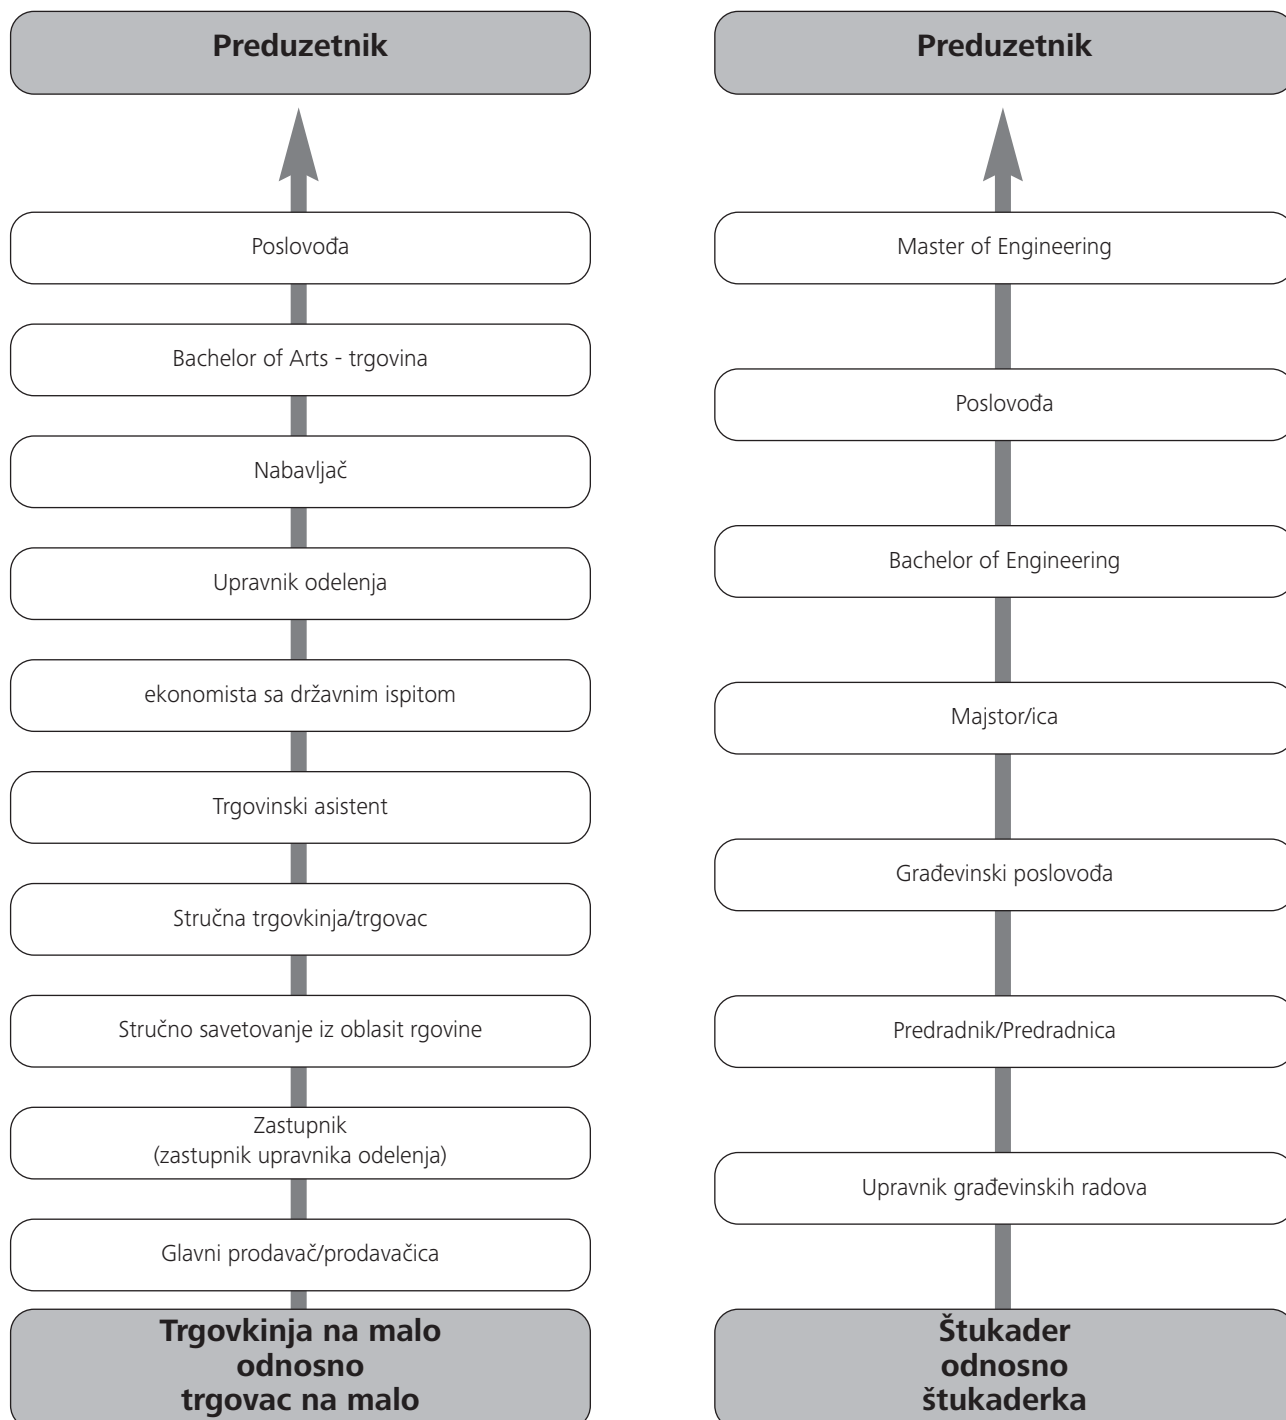 Preduzetnik
Poslovođa
Bachelor of Arts - trgovina
Nabavljač
Upravnik odelenja
ekonomista sa državnim ispitom
Trgovinski asistent
Stručna trgovkinja/trgovac
Stručno savetovanje iz oblasit rgovine
Zastupnik
(zastupnik upravnika odelenja)
Glavni prodavač/prodavačica
Trgovkinja na malo
odnosno
trgovac na malo
Preduzetnik
Master of Engineering
Poslovođa
Bachelor of Engineering
Majstor/ica
Građevinski poslovođa
Predradnik/Predradnica
Upravnik građevinskih radova
Štukader
odnosno
štukaderka